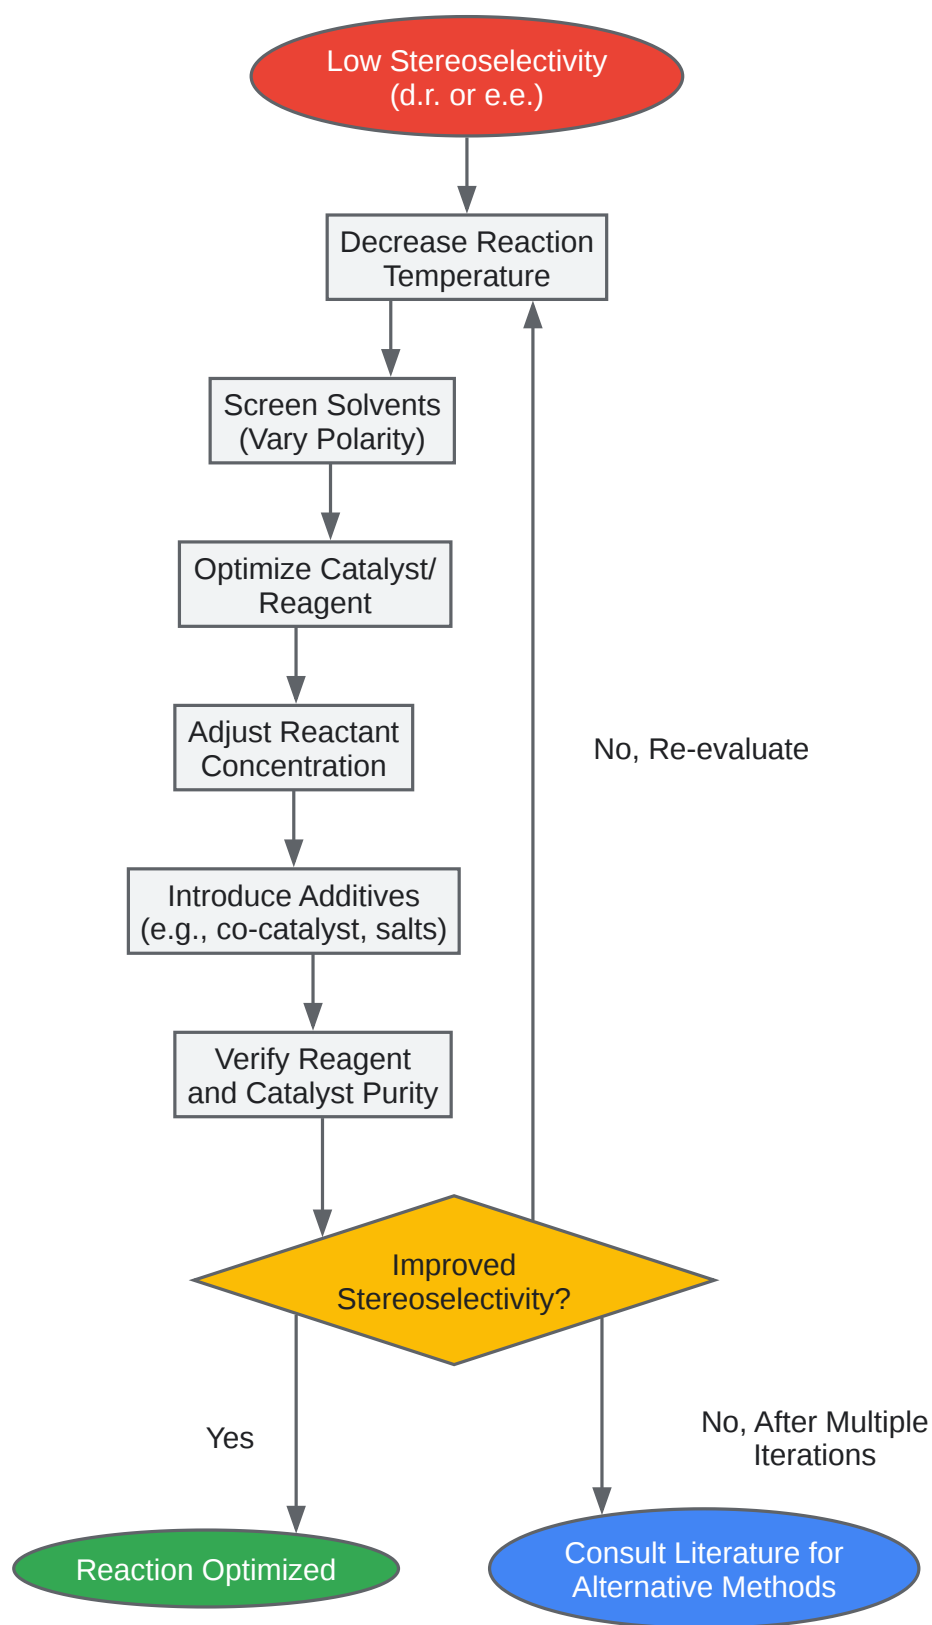 Low Stereoselectivity
(d.r. or e.e.)
Decrease Reaction
Temperature
Screen Solvents
(Vary Polarity)
Optimize Catalyst/
Reagent
Adjust Reactant
Concentration
No, Re-evaluate
Introduce Additives
(e.g., co-catalyst, salts)
Verify Reagent
and Catalyst Purity
Improved
Stereoselectivity?
Yes
No, After Multiple
Iterations
Reaction Optimized
Consult Literature for
Alternative Methods